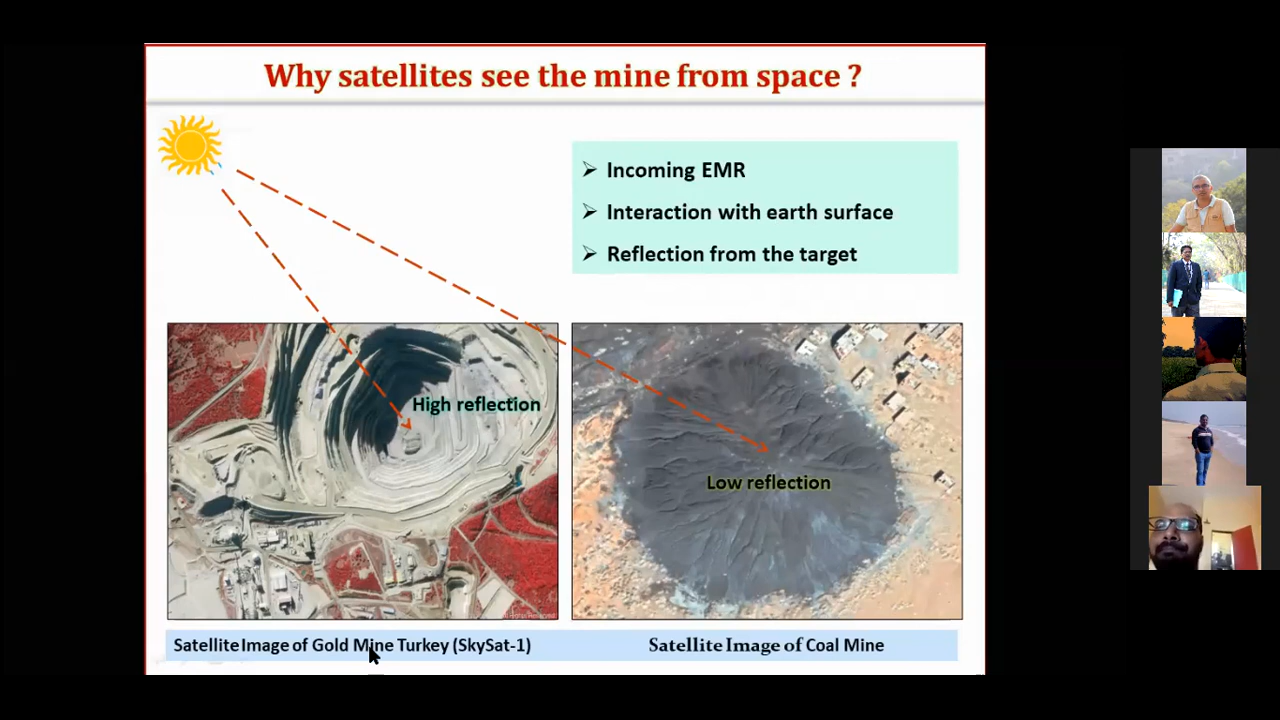 Why satellites see the mine from space ?
Incoming EMR
Interaction with earth surface
Reflection from the target
High reflection
Low reflection
Satellite Image of Gold Mine Turkey (SkySat-1)
Satellite Image of Coal Mine